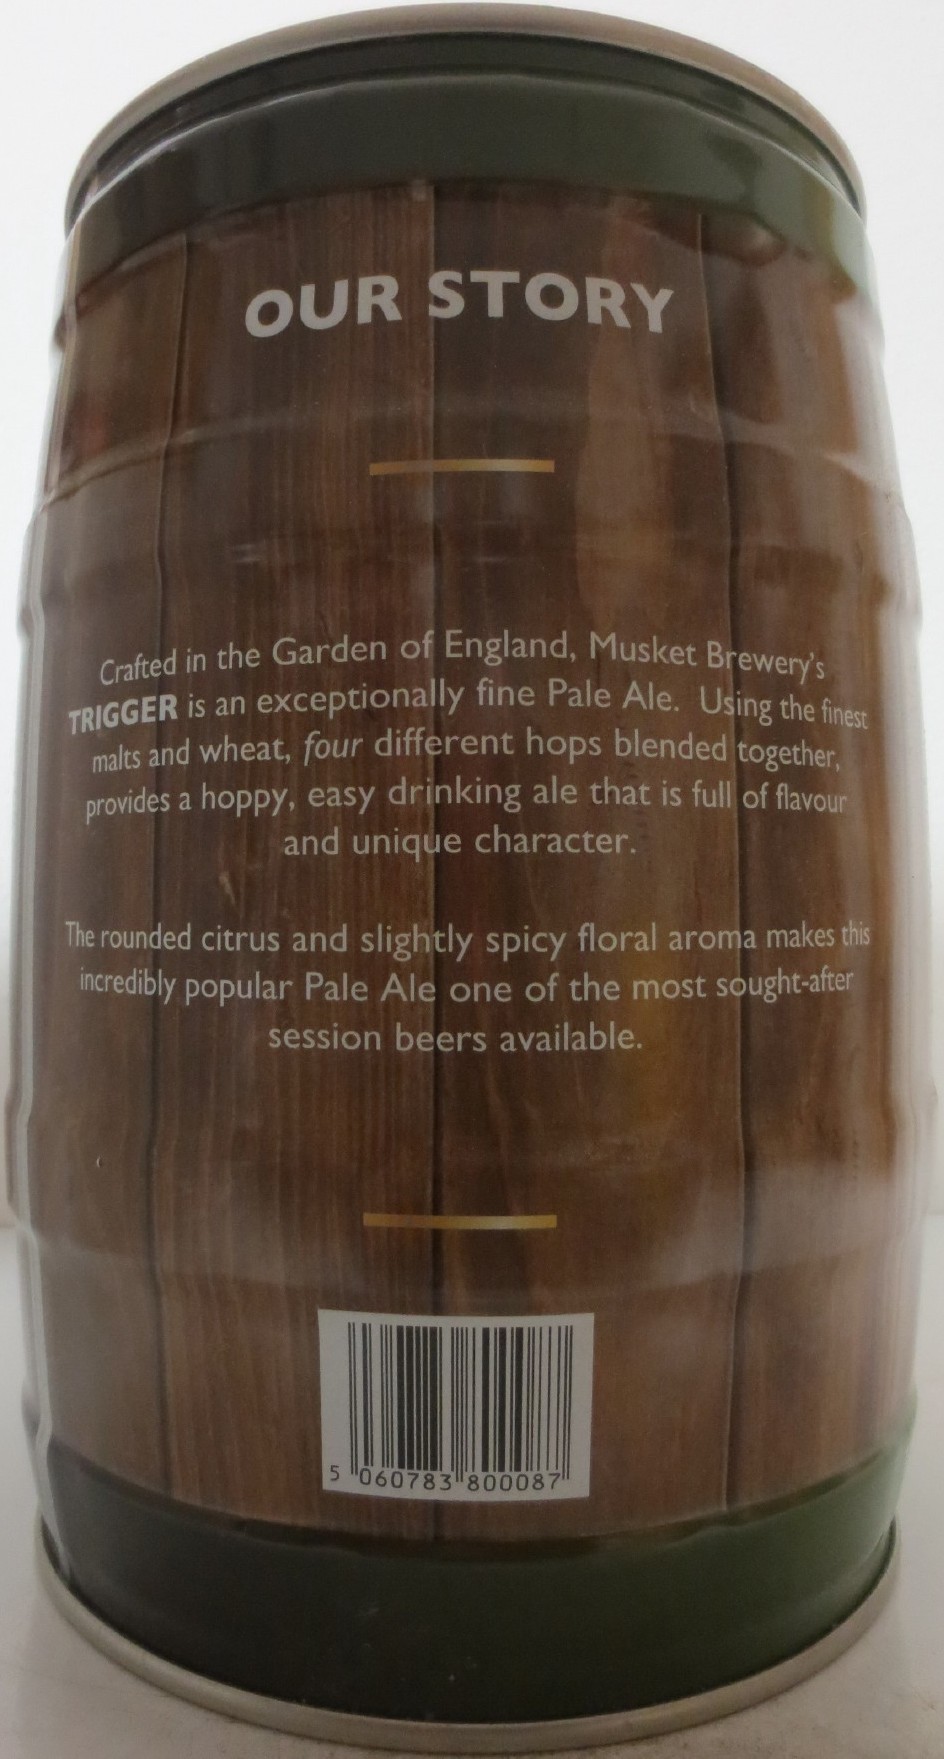 OUR STORY
Crafted in the Garden of England, Musket Brewery's
TRIGGER is an exceptionally fine Pale Ale. Using the finest
malts and wheat, four different hops blended together,
provides a hoppy, easy drinking ale that is full of flavour
and unique character.
The rounded citrus and slightly spicy floral aroma makes this
incredibly popular Pale Ale one of the most sought-after
session beers available.
5 060783 800087